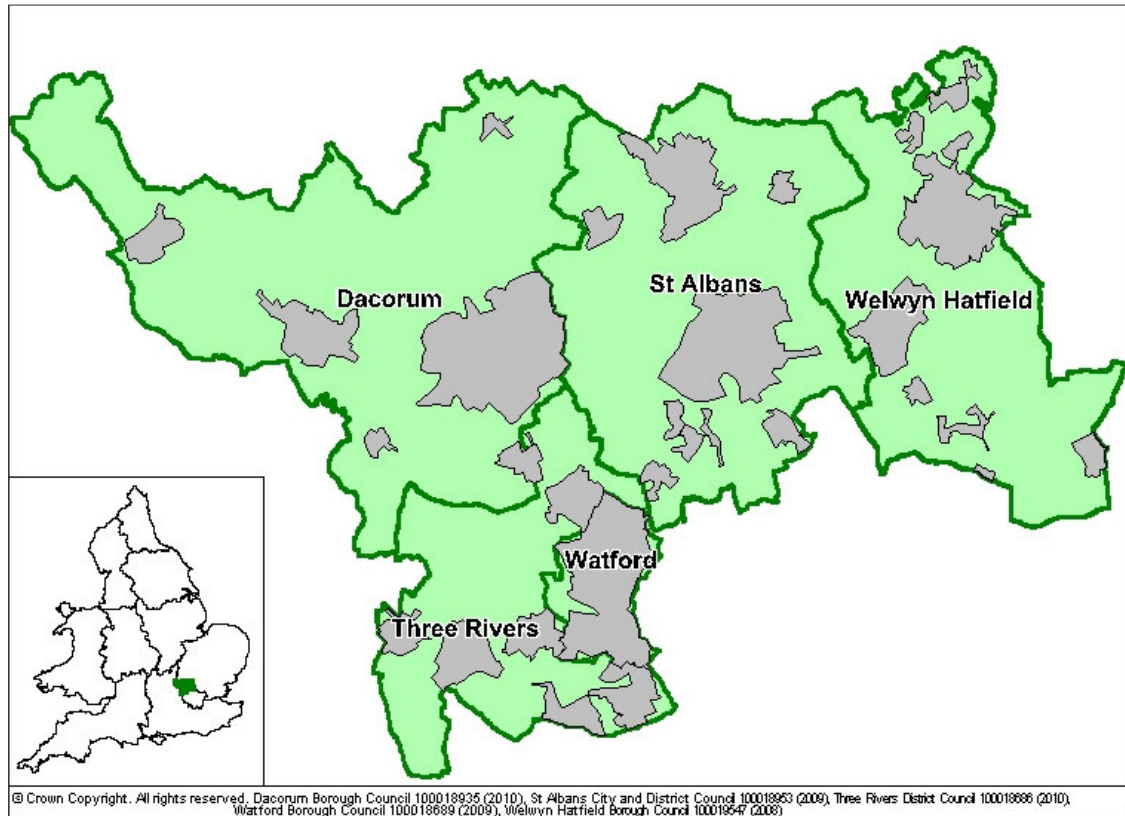 St Albans
Dacorum
Welwyn Hatfield
Watford
Three Rivers
© Crown Copyright. All rights reserved. Dacorum Borough Council 100018935 (2010), St Albans City and District Council 100018953 (2009), Three Rivers District Council 100018686 (2010),
Watford Borough Council 100018689 (2009), Welwyn Hatfield Borough Council 100019547 (2008)